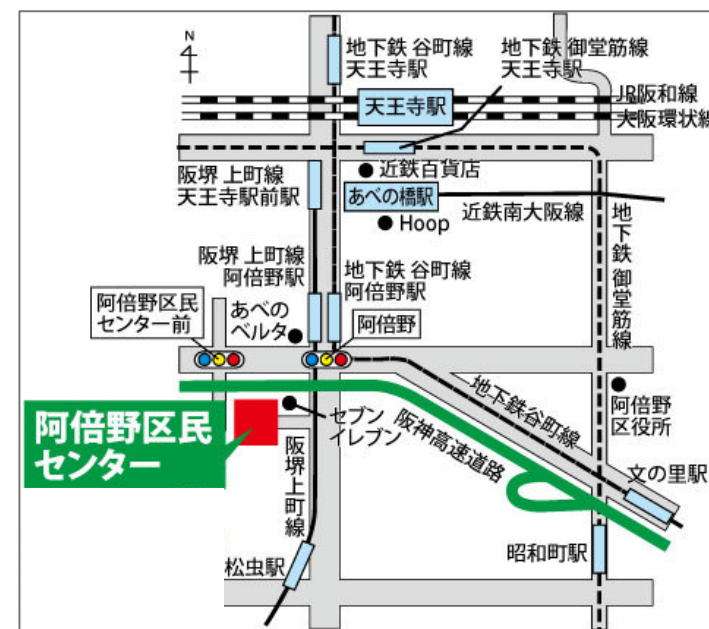 N
地下鉄 谷町線
天王寺駅
地下鉄 御堂筋線
天王寺駅
天王寺駅
JR阪和線
大阪環状線
近鉄百貨店
阪堺 上町線
天王寺駅前駅
あべの橋駅
近鉄南大阪線
Hoop
地下鉄 御堂筋線
阪堺 上町線
阿倍野駅
地下鉄 谷町線
阿倍野駅
阿倍野区民
センター前
あべの
ベルタ
阿倍野
地下鉄谷町線
阿倍野
区役所
阿倍野区民
センター
セブン
イレブン
阪神高速道路
阪堺上町線
文の里駅
松虫駅
昭和町駅